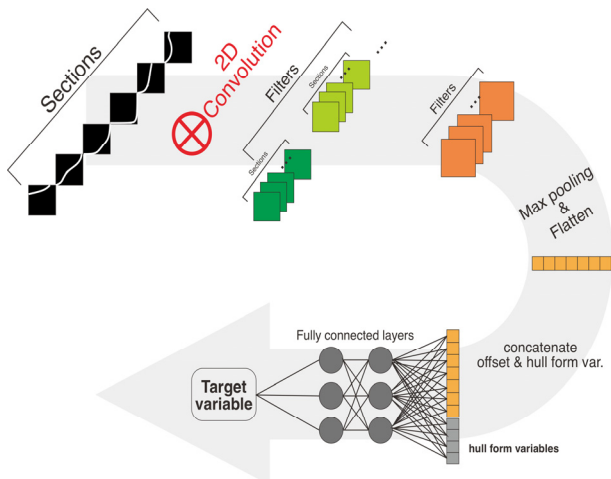 Sections
2D
Convolution
Filters
Sections
Sections
Filters
Max pooling
&
Flatten
concatenate
offset & hull form var.
Fully connected layers
Target
variable
hull form variables